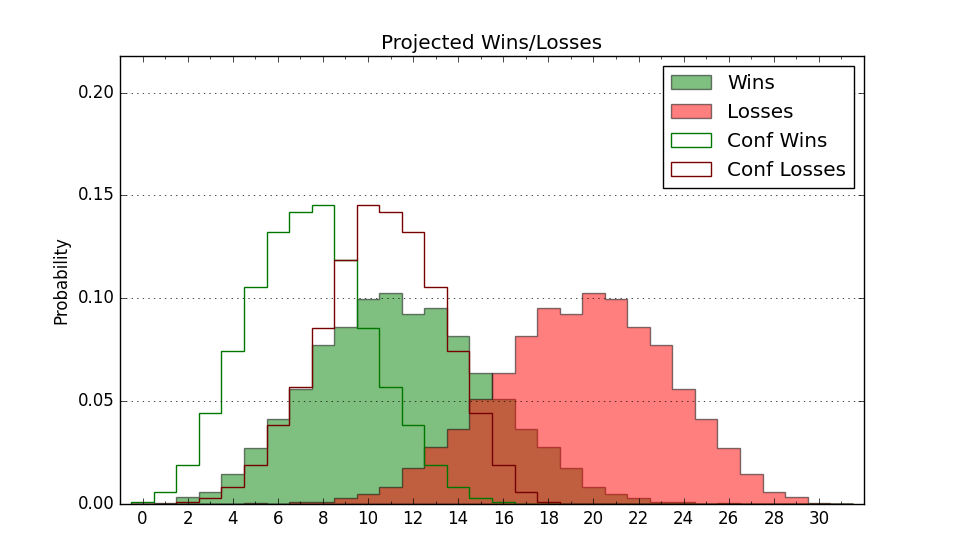 Projected Wins/Losses
Wins
Losses
Conf Wins
Conf Losses
Probability
0.20
0.15
0.10
0.05
0.00
0 2 4 6 8 10 12 14 16 18 20 22 24 26 28 30